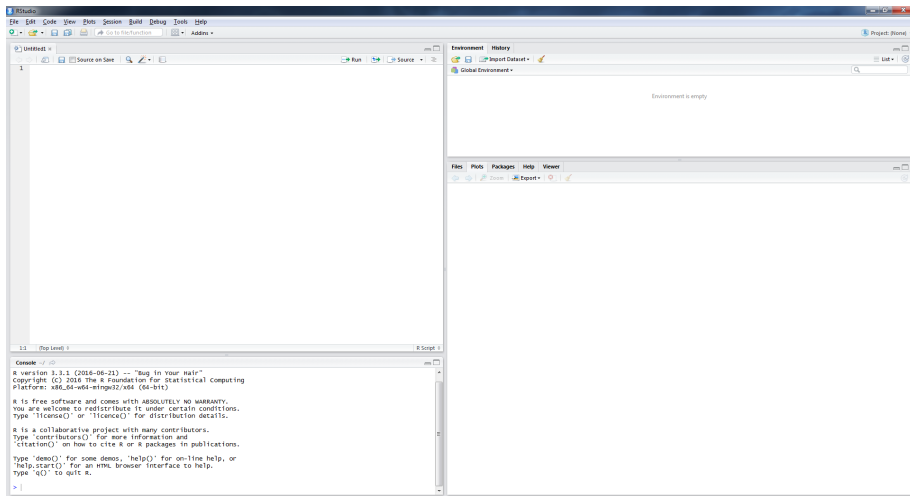 RStudio
File Edit Code View Plots Session Build Debug Tools Help
Go to file/function Addins Project: (None)
Untitled1
Source on Save Run Source
1
1:1 (Top Level) R Script
Console ~/
R version 3.3.1 (2016-06-21) -- "Bug in Your Hair"
Copyright (C) 2016 The R Foundation for Statistical Computing
Platform: x86_64-w64-mingw32/x64 (64-bit)
R is free software and comes with ABSOLUTELY NO WARRANTY.
You are welcome to redistribute it under certain conditions.
Type 'license()' or 'licence()' for distribution details.
R is a collaborative project with many contributors.
Type 'contributors()' for more information and
'citation()' on how to cite R or R packages in publications.
Type 'demo()' for some demos, 'help()' for on-line help, or
'help.start()' for an HTML browser interface to help.
Type 'q()' to quit R.
>
Environment History
Import Dataset List
Global Environment
Environment is empty
Files Plots Packages Help Viewer
Zoom Export